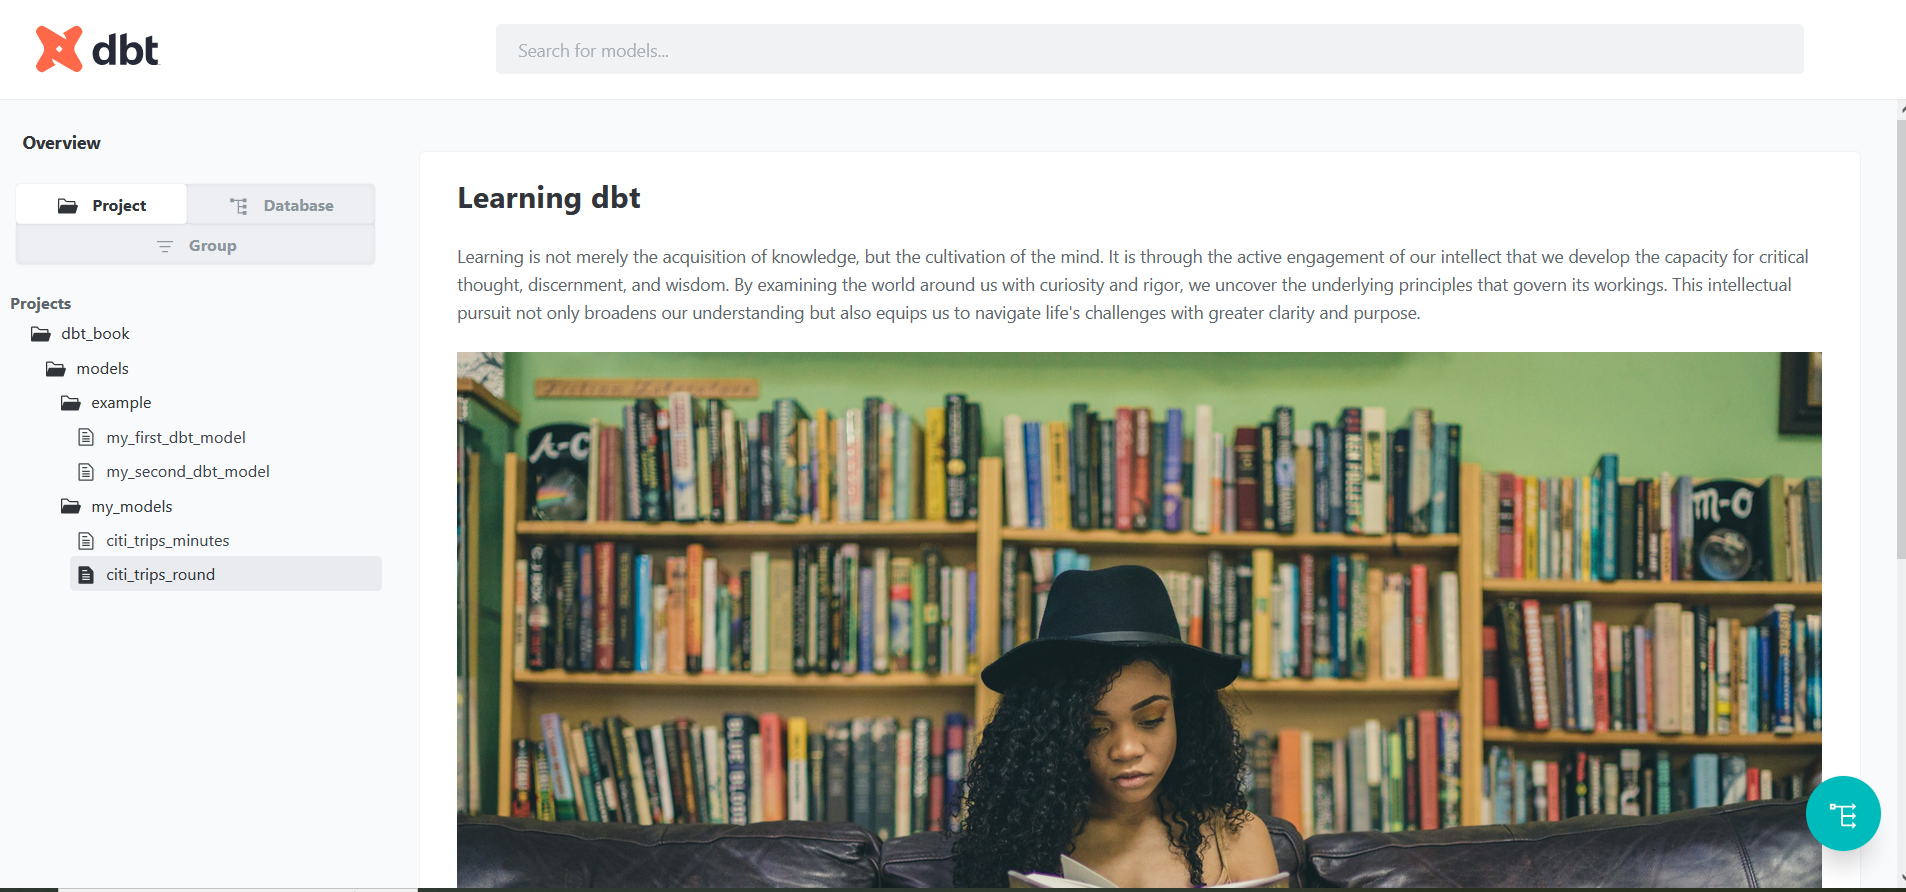 dbt
Search for models...
Overview
Project
Database
Group
Projects
dbt_book
models
example
my_first_dbt_model
my_second_dbt_model
my_models
citi_trips_minutes
citi_trips_round
Learning dbt
Learning is not merely the acquisition of knowledge, but the cultivation of the mind. It is through the active engagement of our intellect that we develop the capacity for critical
thought, discernment, and wisdom. By examining the world around us with curiosity and rigor, we uncover the underlying principles that govern its workings. This intellectual
pursuit not only broadens our understanding but also equips us to navigate life's challenges with greater clarity and purpose.
Fiction Literature
A-C
m-o